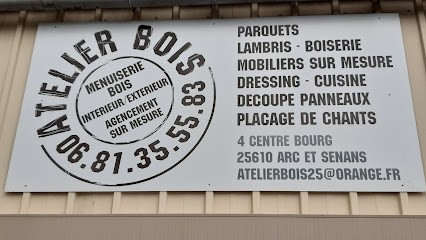 ATELIER BOIS
MENUISERIE
BOIS
INTERIEUR/EXTERIEUR
AGENCEMENT
SUR MESURE
06.81.35.55.83
PARQUETS
LAMBRIS - BOISERIE
MOBILIERS SUR MESURE
DRESSING - CUISINE
DECOUPE PANNEAUX
PLACAGE DE CHANTS
4 CENTRE BOURG
25610 ARC ET SENANS
ATELIERBOIS25@ORANGE.FR